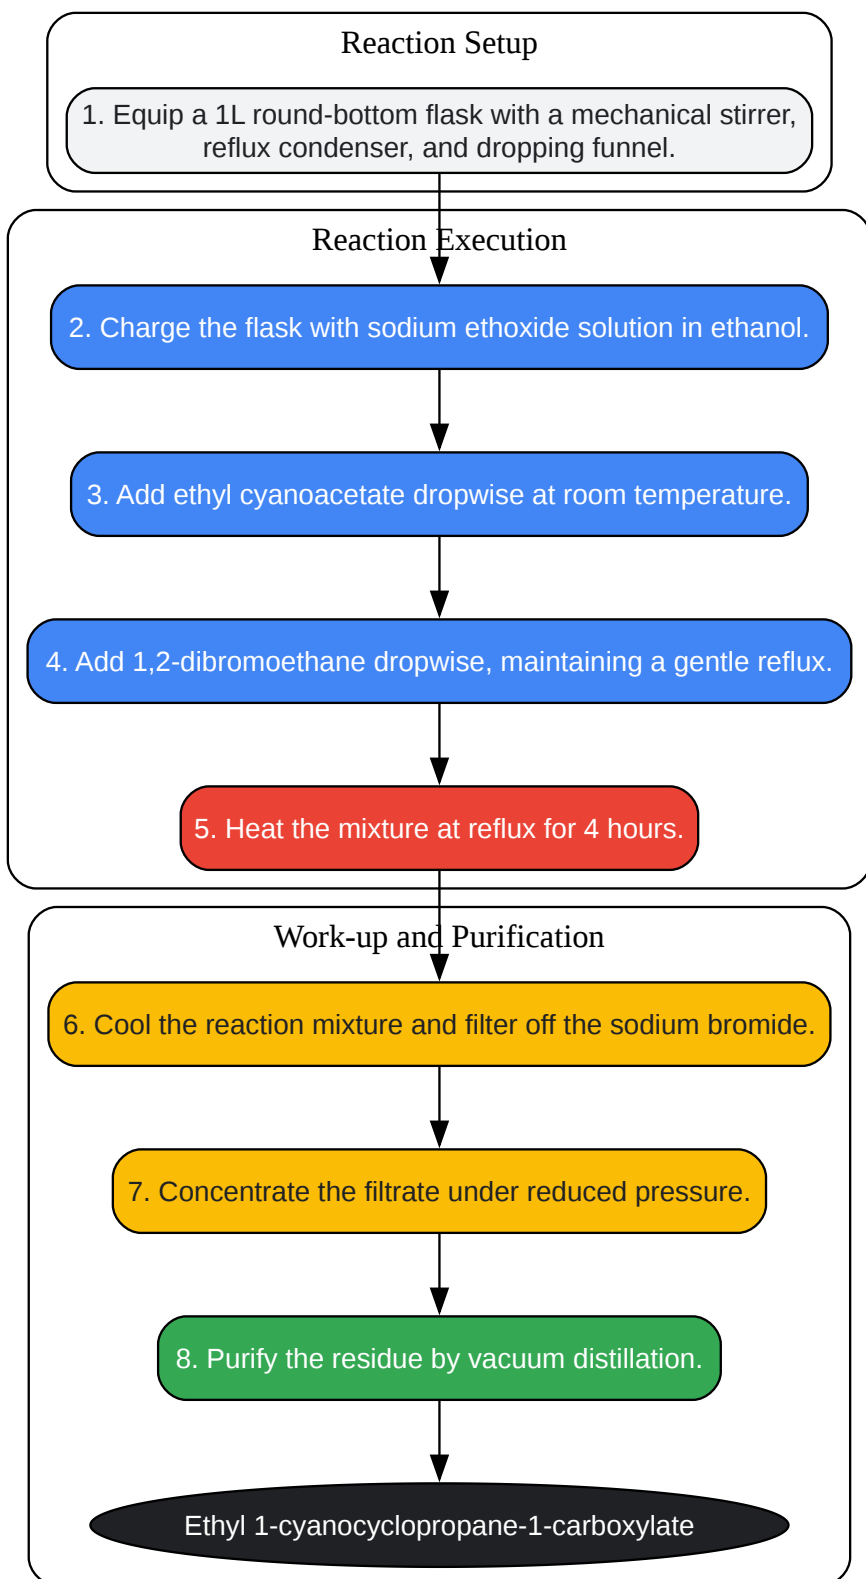 Reaction Setup
1. Equip a 1L round-bottom flask with a mechanical stirrer,
reflux condenser, and dropping funnel.
Reaction Execution
2. Charge the flask with sodium ethoxide solution in ethanol.
3. Add ethyl cyanoacetate dropwise at room temperature.
4. Add 1,2-dibromoethane dropwise, maintaining a gentle reflux.
5. Heat the mixture at reflux for 4 hours.
Work-up and Purification
6. Cool the reaction mixture and filter off the sodium bromide.
7. Concentrate the filtrate under reduced pressure.
8. Purify the residue by vacuum distillation.
Ethyl 1-cyanocyclopropane-1-carboxylate